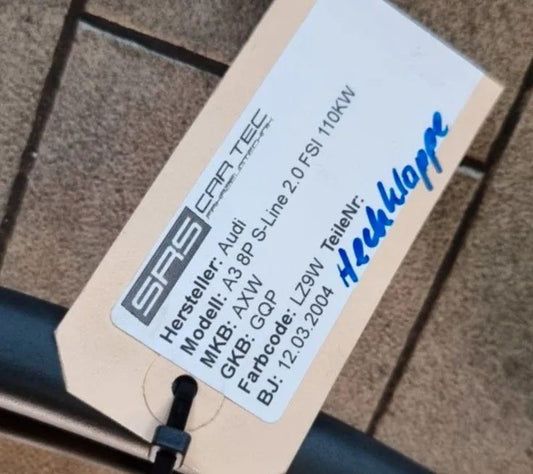 SRS CAR TEC
FAHRZEUGTECHNIK
Hersteller: Audi
Modell: A3 8P S-Line 2.0 FSI 110KW
MKB: AXW
GKB: GQP
Farbcode: LZ9W TeileNr:
BJ: 12.03.2004
Heckklappe